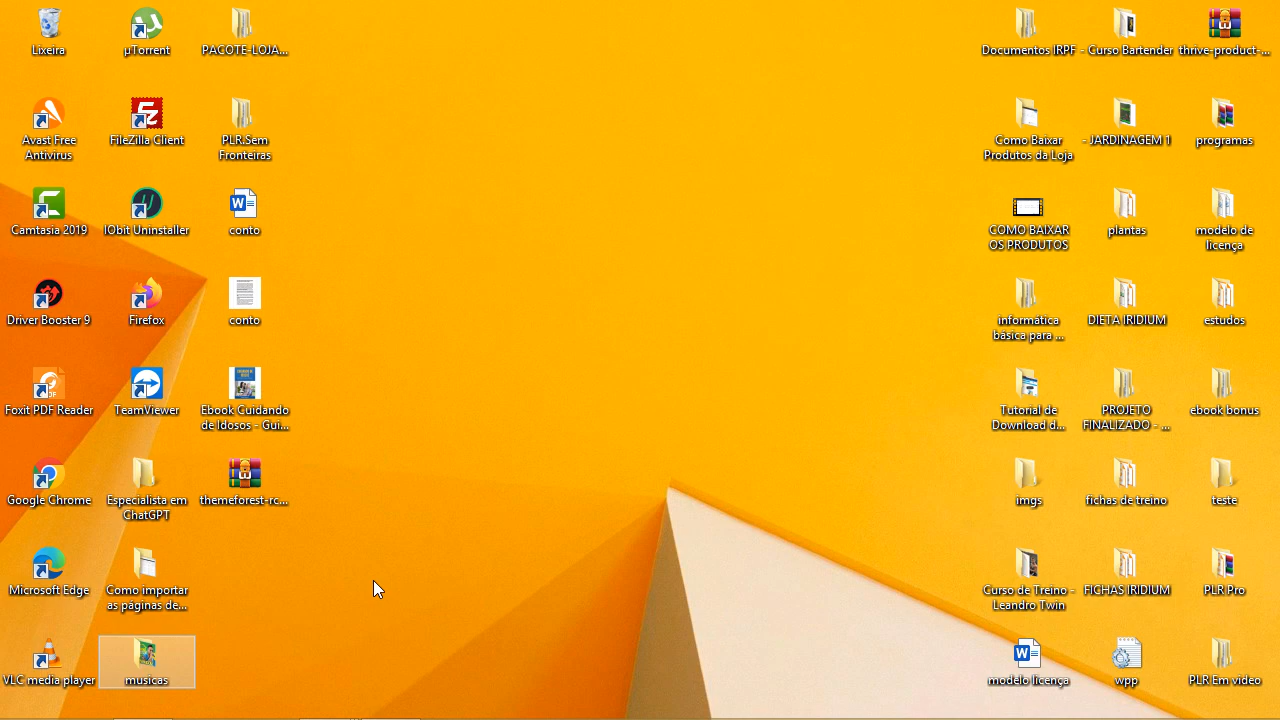 Lixeira
µTorrent
PACOTE-LOJA...
Documentos IRPF
- Curso Bartender
thrive-product-...
Avast Free
Antivirus
FileZilla Client
PLR.Sem
Fronteiras
Como Baixar
Produtos da Loja
- JARDINAGEM 1
programas
Camtasia 2019
IObit Uninstaller
conto
COMO BAIXAR
OS PRODUTOS
plantas
modelo de
licença
Driver Booster 9
Firefox
conto
informática
básica para ...
DIETA IRIDIUM
estudos
Foxit PDF Reader
TeamViewer
Ebook Cuidando
de Idosos - Gui...
Tutorial de
Download d...
PROJETO
FINALIZADO - ...
ebook bonus
Google Chrome
Especialista em
ChatGPT
themeforest-rc...
imgs
fichas de treino
teste
Microsoft Edge
Como importar
as paginas de...
Curso de Treino -
Leandro Twin
FICHAS IRIDIUM
PLR Pro
VLC media player
musicas
modelo licença
wpp
PLR Em video